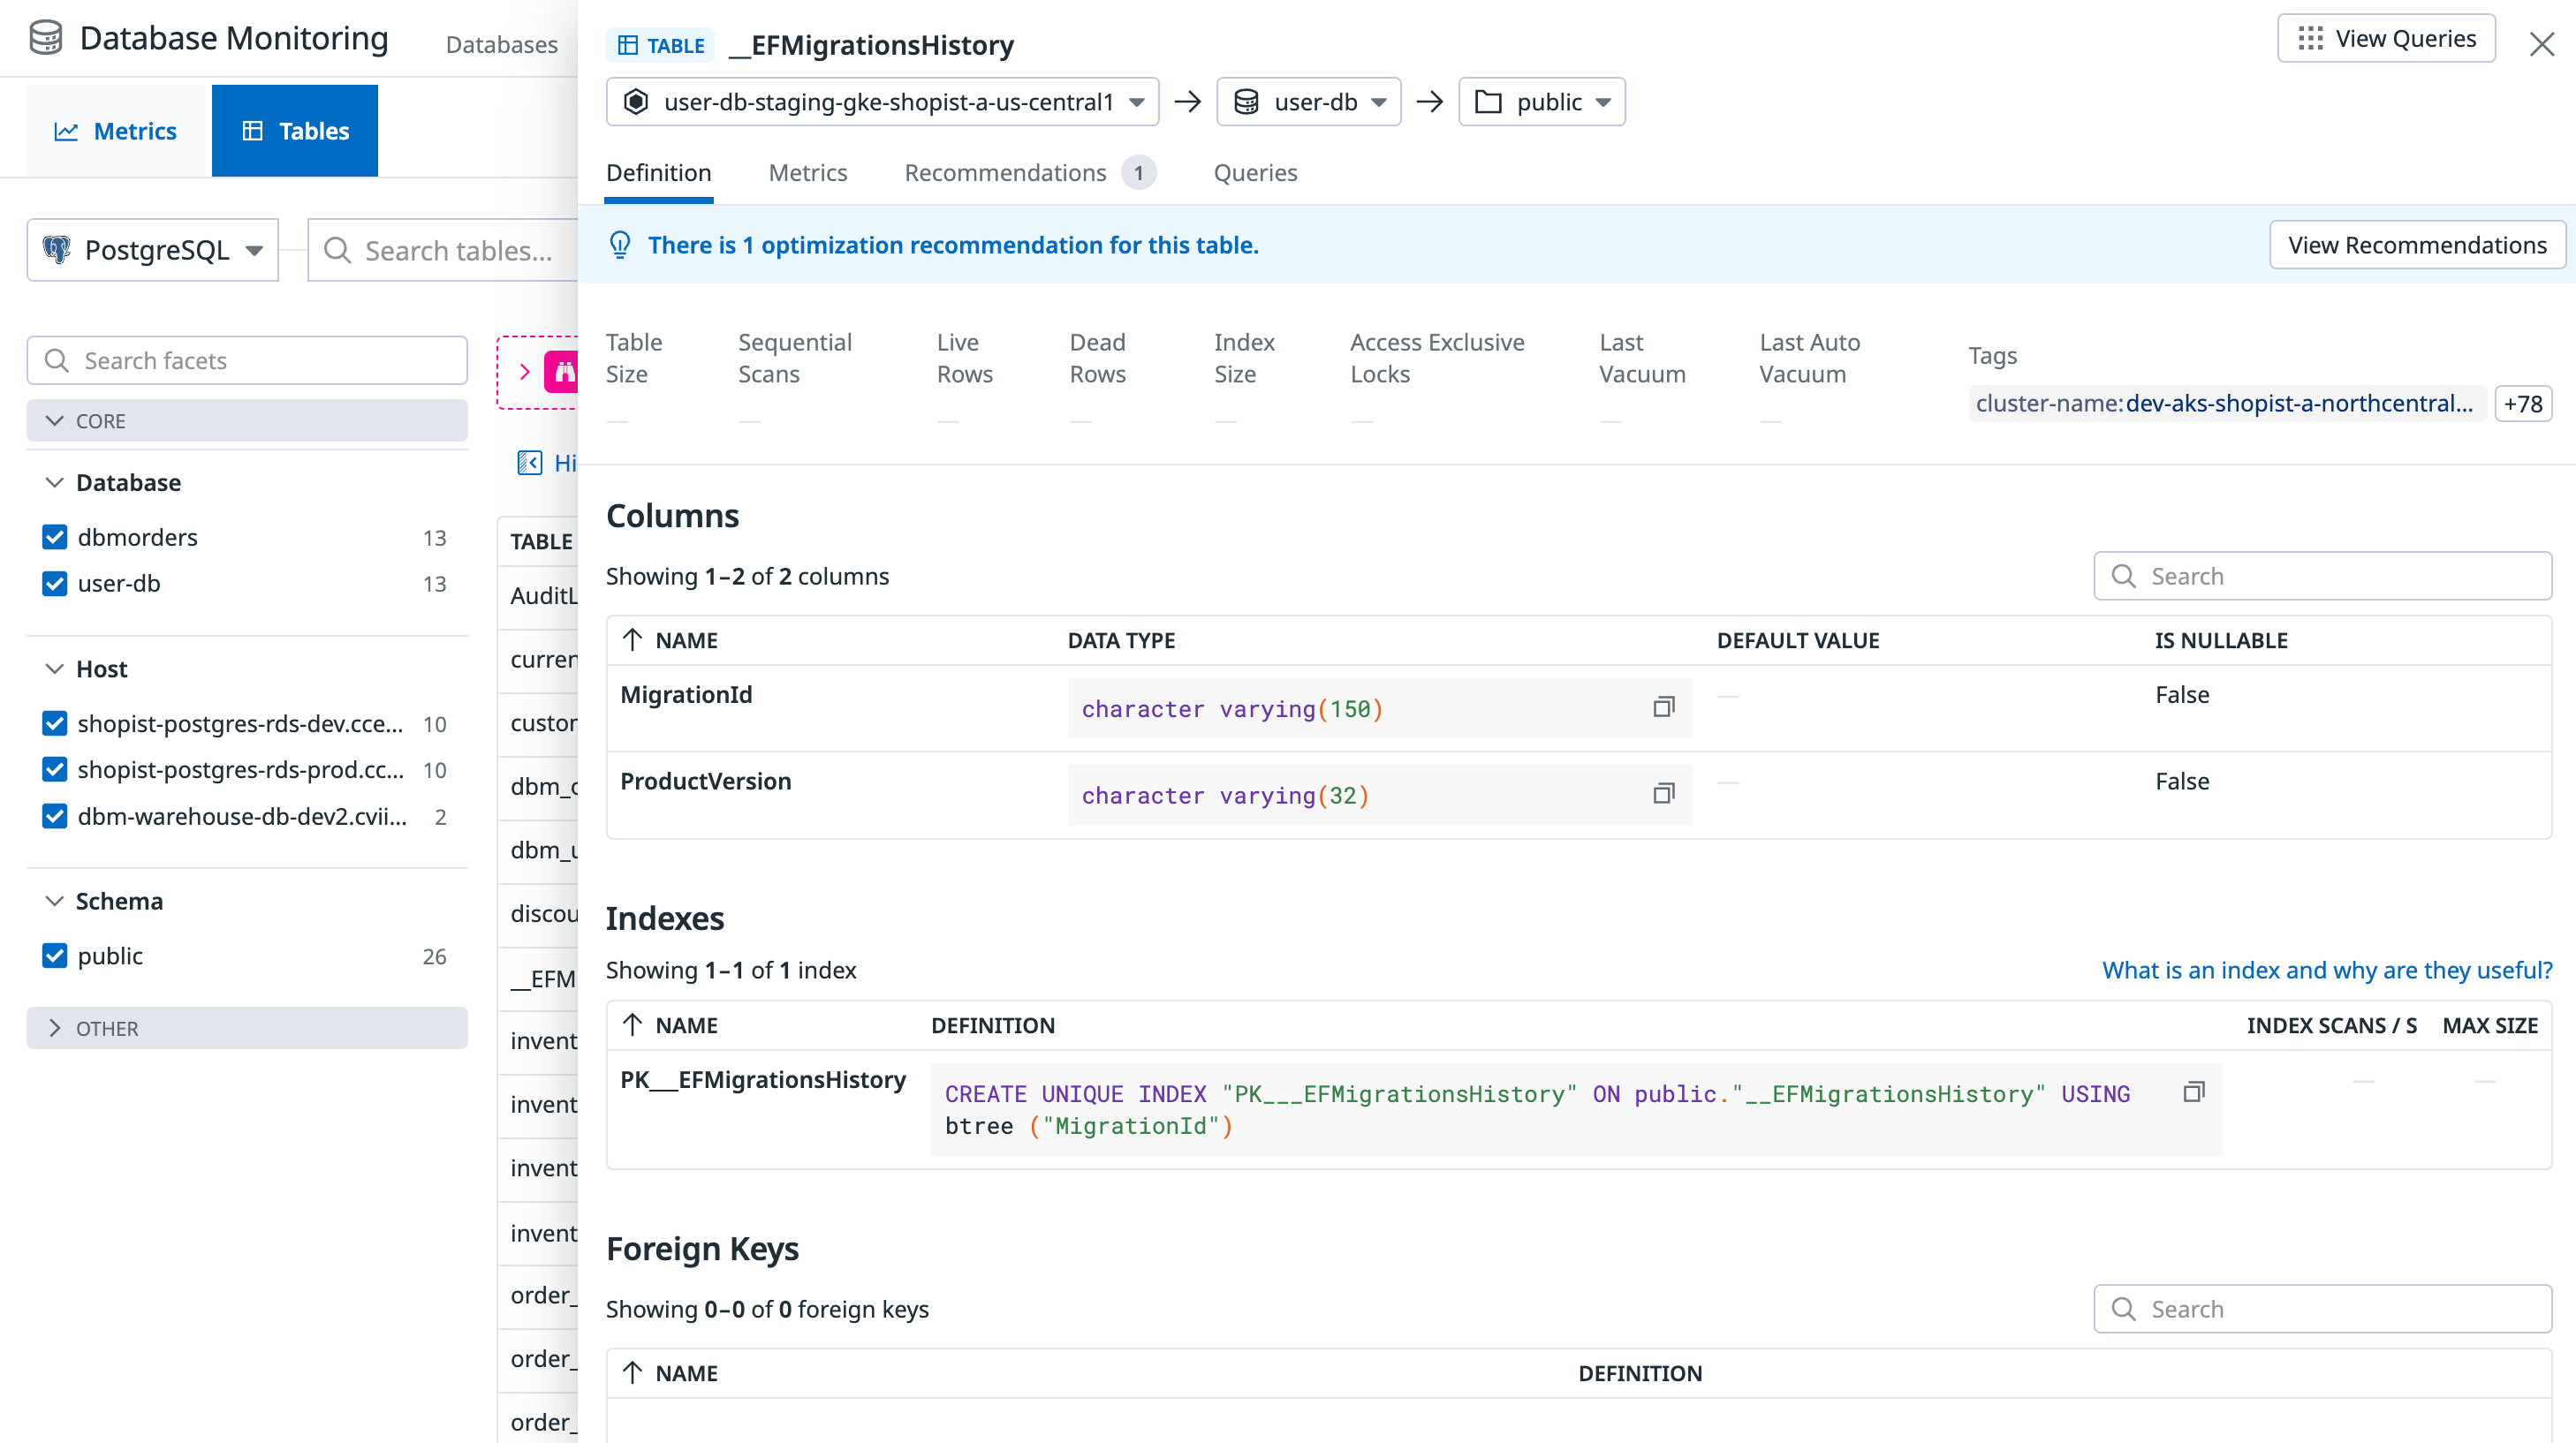 Database Monitoring
Databases
Metrics
Tables
PostgreSQL
Search tables...
Search facets
CORE
Database
dbmorders 13
user-db 13
Host
shopist-postgres-rds-dev.cce... 10
shopist-postgres-rds-prod.cc... 10
dbm-warehouse-db-dev2.cvii... 2
Schema
public 26
OTHER
Hi
TABLE
AuditL
curren
custor
dbm_c
dbm_u
discou
__EFM
invent
invent
invent
invent
order_
order_
order_
TABLE __EFMigrationsHistory
View Queries
user-db-staging-gke-shopist-a-us-central1 → user-db → public
Definition Metrics Recommendations 1 Queries
There is 1 optimization recommendation for this table.
View Recommendations
Table Size
Sequential Scans
Live Rows
Dead Rows
Index Size
Access Exclusive Locks
Last Vacuum
Last Auto Vacuum
Tags
— — — — — — — —
cluster-name:dev-aks-shopist-a-northcentral... +78
Columns
Showing 1–2 of 2 columns
Search
NAME DATA TYPE DEFAULT VALUE IS NULLABLE
MigrationId character varying(150) — False
ProductVersion character varying(32) — False
Indexes
Showing 1–1 of 1 index
What is an index and why are they useful?
NAME DEFINITION INDEX SCANS / S MAX SIZE
PK___EFMigrationsHistory CREATE UNIQUE INDEX "PK___EFMigrationsHistory" ON public."__EFMigrationsHistory" USING — —
btree ("MigrationId")
Foreign Keys
Showing 0–0 of 0 foreign keys
Search
NAME DEFINITION